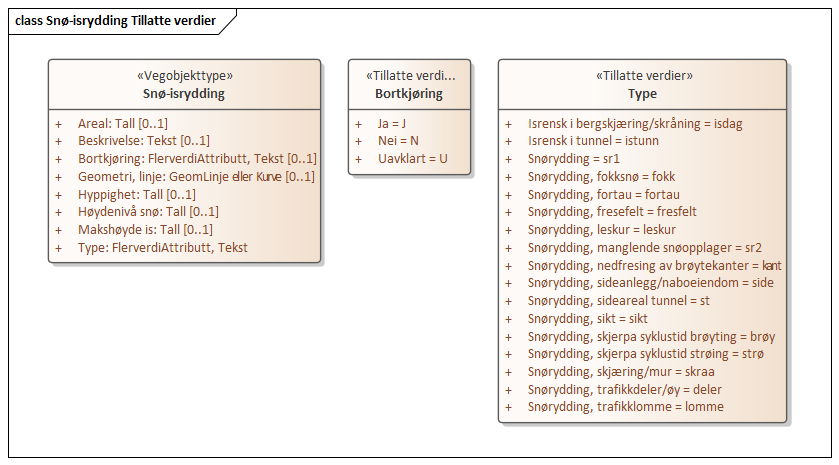 class Snø-isrydding Tillatte verdier
«Vegobjekttype»
Snø-isrydding
+ Areal: Tall [0..1]
+ Beskrivelse: Tekst [0..1]
+ Bortkjøring: FlerverdiAttributt, Tekst [0..1]
+ Geometri, linje: GeomLinje eller Kurve [0..1]
+ Hyppighet: Tall [0..1]
+ Høydenivå snø: Tall [0..1]
+ Makshøyde is: Tall [0..1]
+ Type: FlerverdiAttributt, Tekst
«Tillatte verdi...
Bortkjøring
+ Ja = J
+ Nei = N
+ Uavklart = U
«Tillatte verdier»
Type
+ Isrensk i bergskjæring/skråning = isdag
+ Isrensk i tunnel = istunn
+ Snørydding = sr1
+ Snørydding, fokksnø = fokk
+ Snørydding, fortau = fortau
+ Snørydding, fresefelt = fresfelt
+ Snørydding, leskur = leskur
+ Snørydding, manglende snøopplager = sr2
+ Snørydding, nedfresing av brøytekanter = kant
+ Snørydding, sideanlegg/naboeiendom = side
+ Snørydding, sideareal tunnel = st
+ Snørydding, sikt = sikt
+ Snørydding, skjerpa syklustid brøyting = brøy
+ Snørydding, skjerpa syklustid strøing = strø
+ Snørydding, skjæring/mur = skraa
+ Snørydding, trafikkdeler/øy = deler
+ Snørydding, trafikklomme = lomme